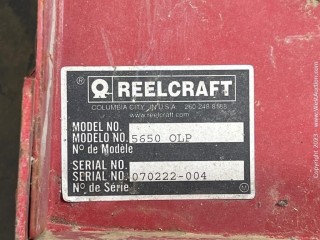 ® REELCRAFT
COLUMBIA CITY, IN U.S.A. 260 248 8188
www.reelcraft.com
MODEL NO.
MODELO NO. 5650 OLP
Nº de Modèle
SERIAL NO.
SERIAL NO. 070222-004
Nº de Série
M